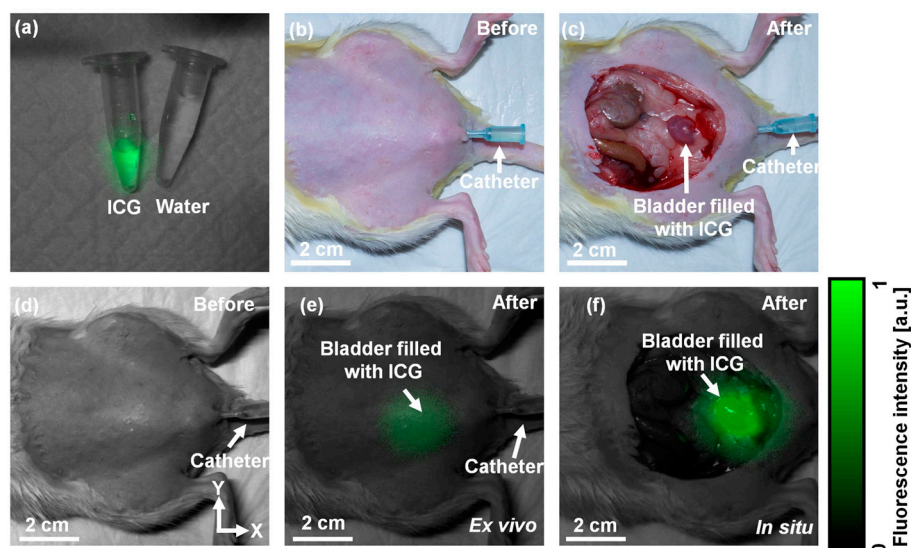 (a)
ICG
Water
(b)
Before
Catheter
2 cm
(c)
After
Catheter
Bladder filled
with ICG
2 cm
(d)
Before
Catheter
Y
X
2 cm
(e)
After
Bladder filled
with ICG
Catheter
2 cm
Ex vivo
(f)
After
Bladder filled
with ICG
2 cm
In situ
1
0
Fluorescence intensity [a.u.]